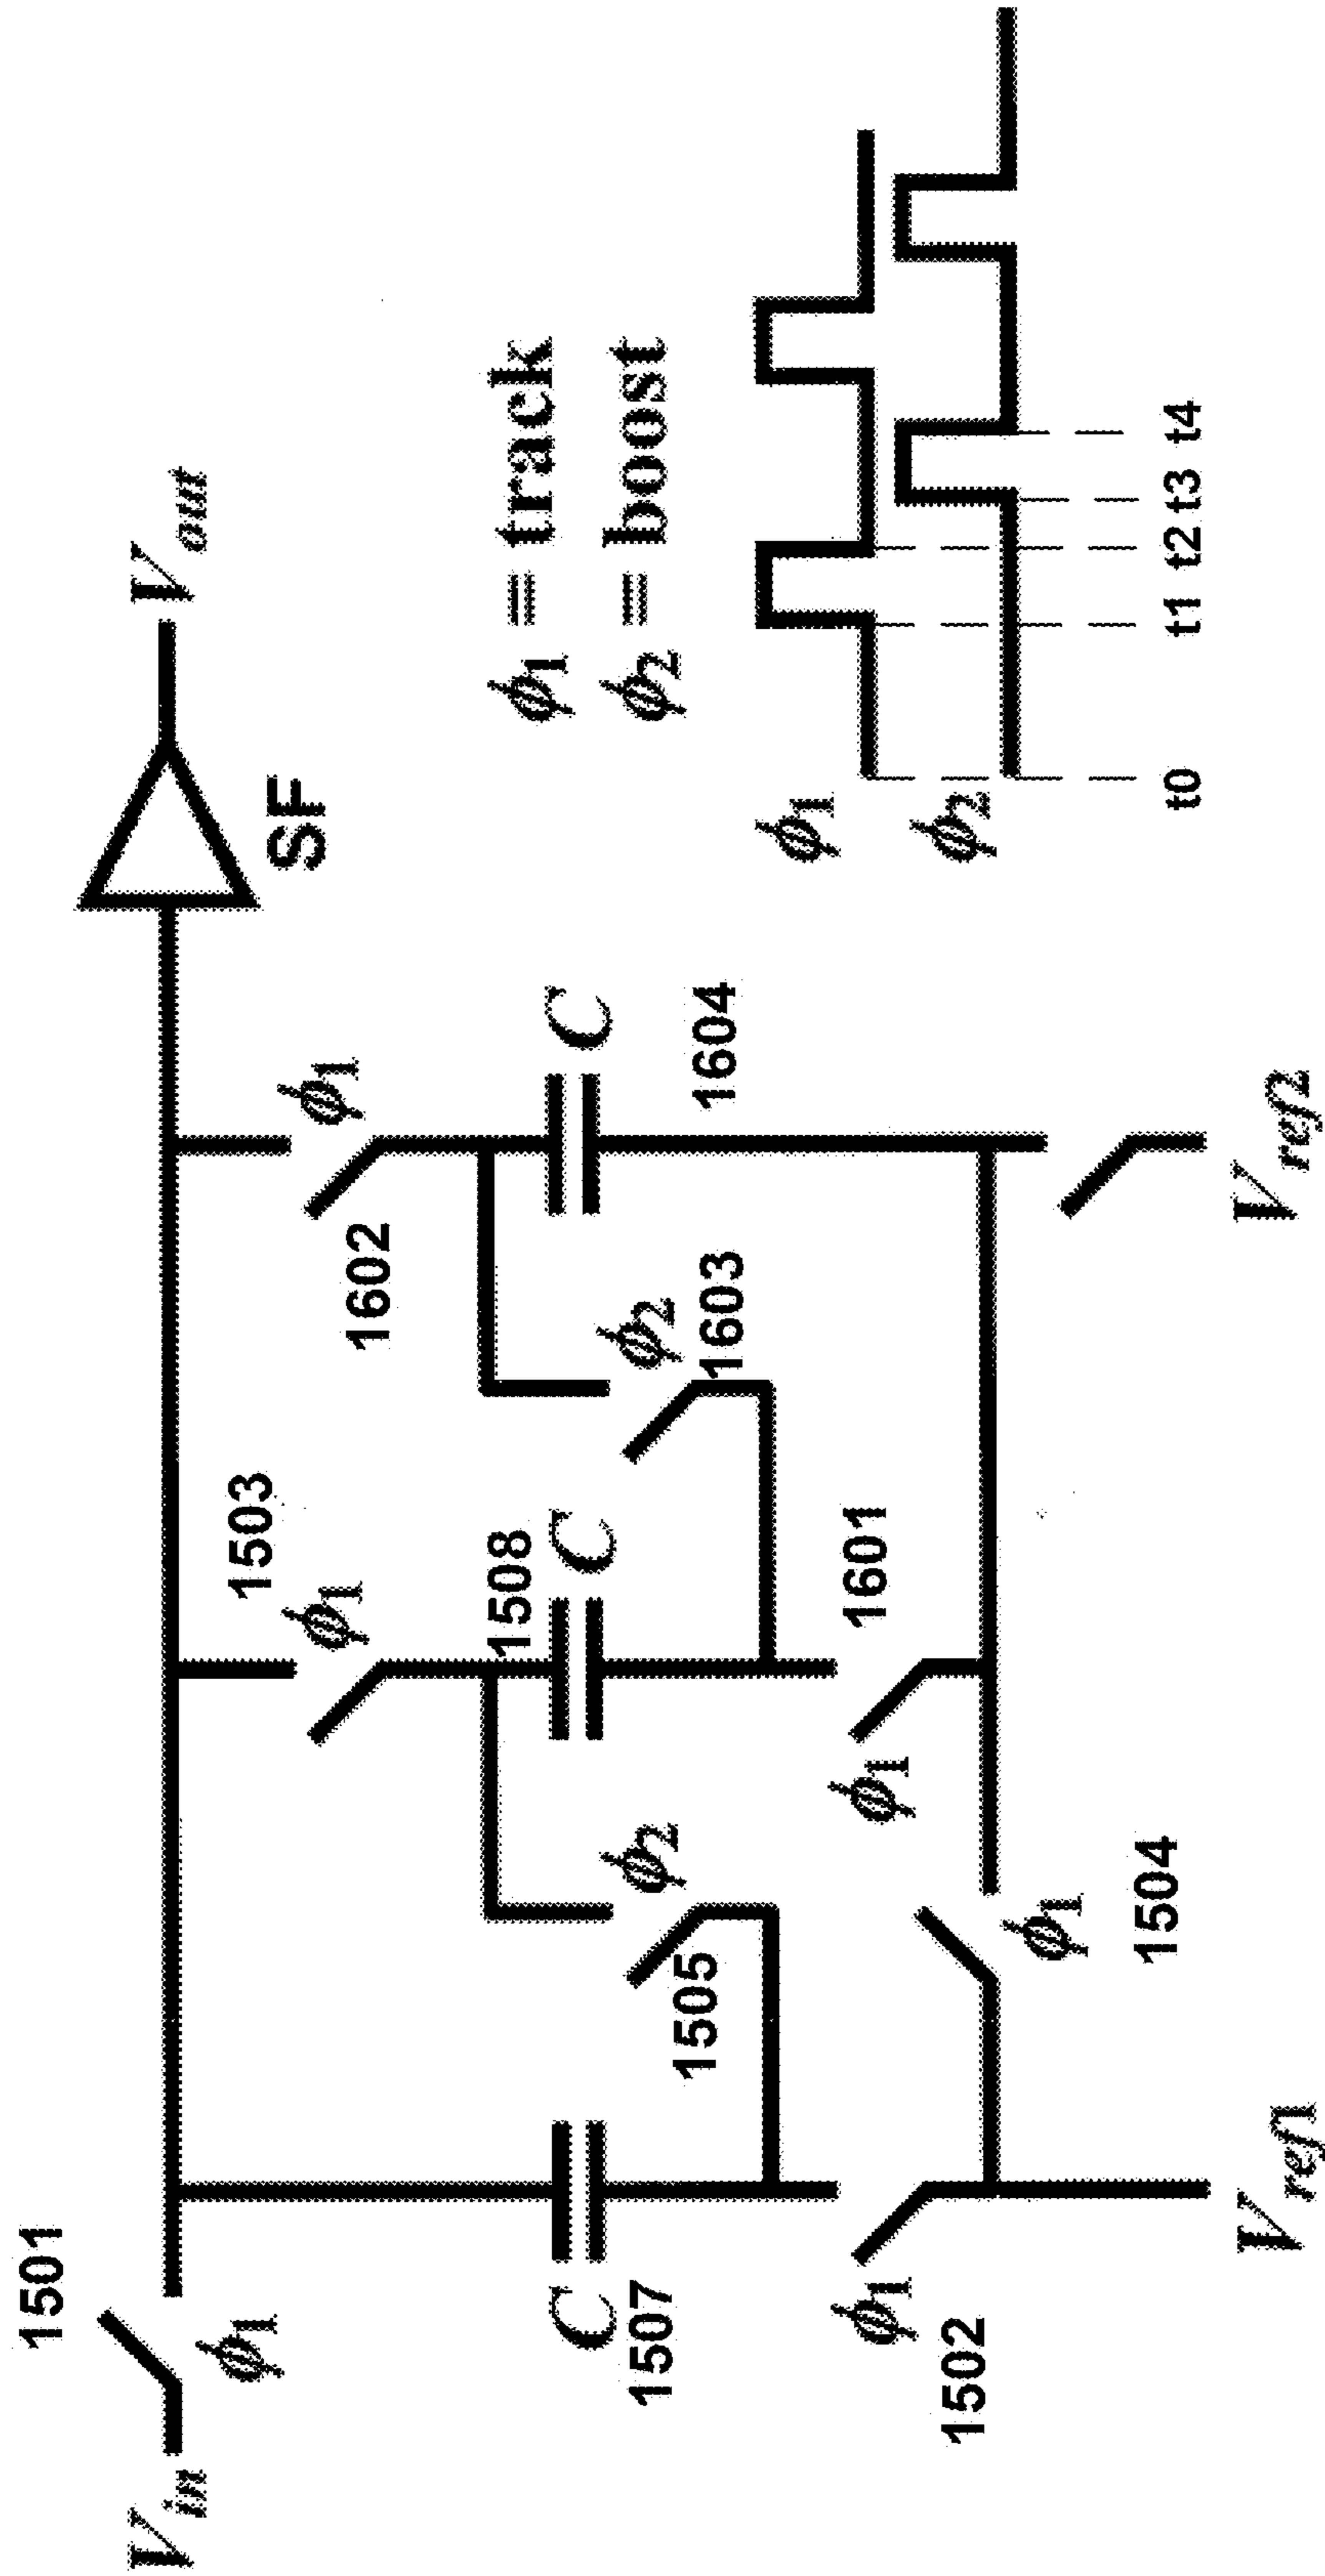 1501
V_in
ϕ1
V_out
SF
1503
ϕ1
ϕ1
1602
C
1507
1508
C
C
1604
ϕ2
1505
ϕ2
1603
ϕ1
1502
ϕ1
1601
ϕ1
1504
V_ref1
V_ref2
ϕ1 = track
ϕ2 = boost
ϕ1
ϕ2
t0 t1 t2 t3 t4